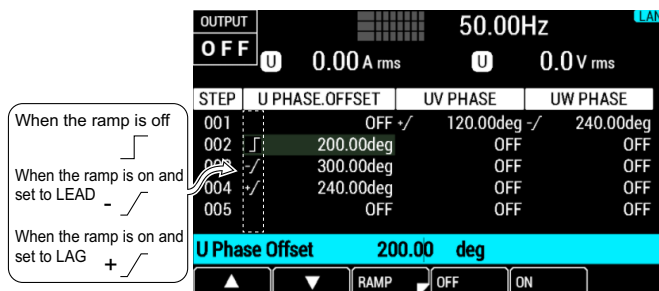 When the ramp is off
When the ramp is on and
set to LEAD -
When the ramp is on and
set to LAG +
OUTPUT
OFF
50.00Hz
LAN
U 0.00 A rms U 0.0 V rms
STEP U PHASE.OFFSET UV PHASE UW PHASE
001 OFF +/ 120.00deg -/ 240.00deg
002 200.00deg OFF OFF
003 -/ 300.00deg OFF OFF
004 +/ 240.00deg OFF OFF
005 OFF OFF OFF
U Phase Offset 200.00 deg
▲ ▼ RAMP OFF ON